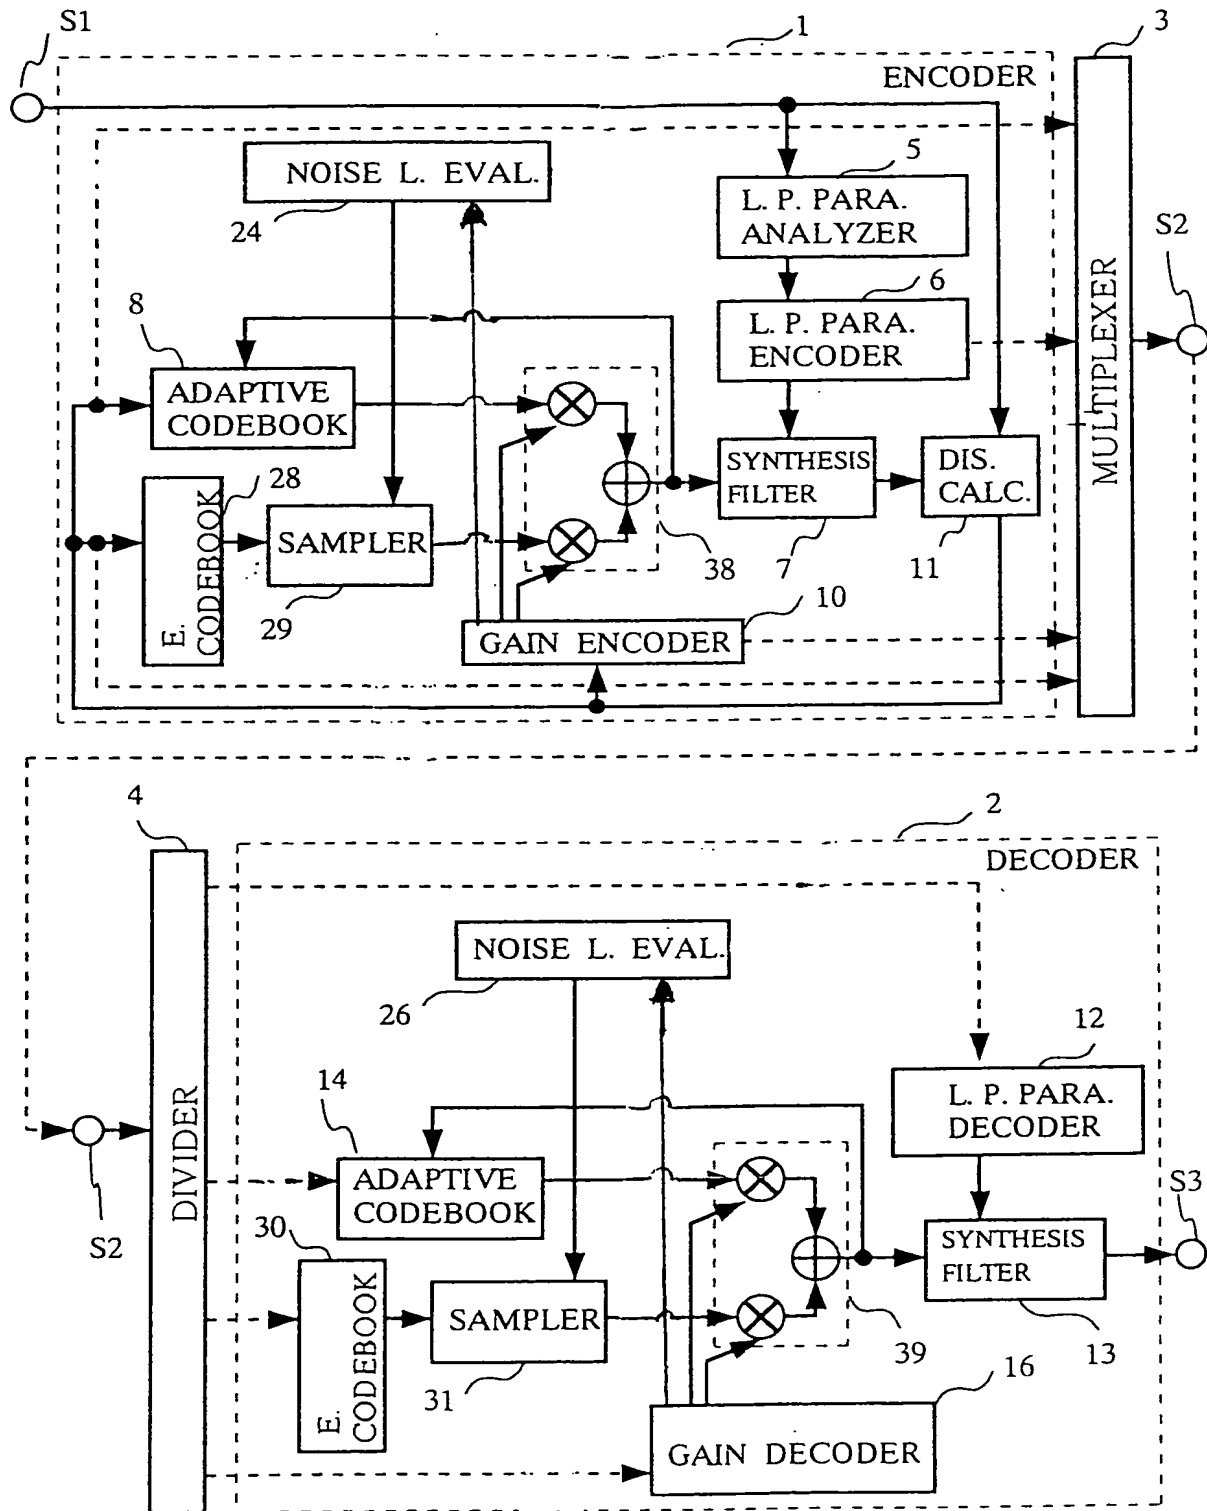 S1
1
3
ENCODER
NOISE L. EVAL.
24
5
L. P. PARA.
ANALYZER
S2
6
L. P. PARA.
ENCODER
MULTIPLEXER
8
ADAPTIVE
CODEBOOK
28
E.
CODEBOOK
SAMPLER
29
SYNTHESIS
FILTER
DIS.
CALC.
38
7
11
10
GAIN ENCODER
4
2
DECODER
NOISE L. EVAL.
26
12
L. P. PARA.
DECODER
14
ADAPTIVE
CODEBOOK
DIVIDER
S2
30
E.
CODEBOOK
SAMPLER
31
S3
SYNTHESIS
FILTER
39
13
16
GAIN DECODER